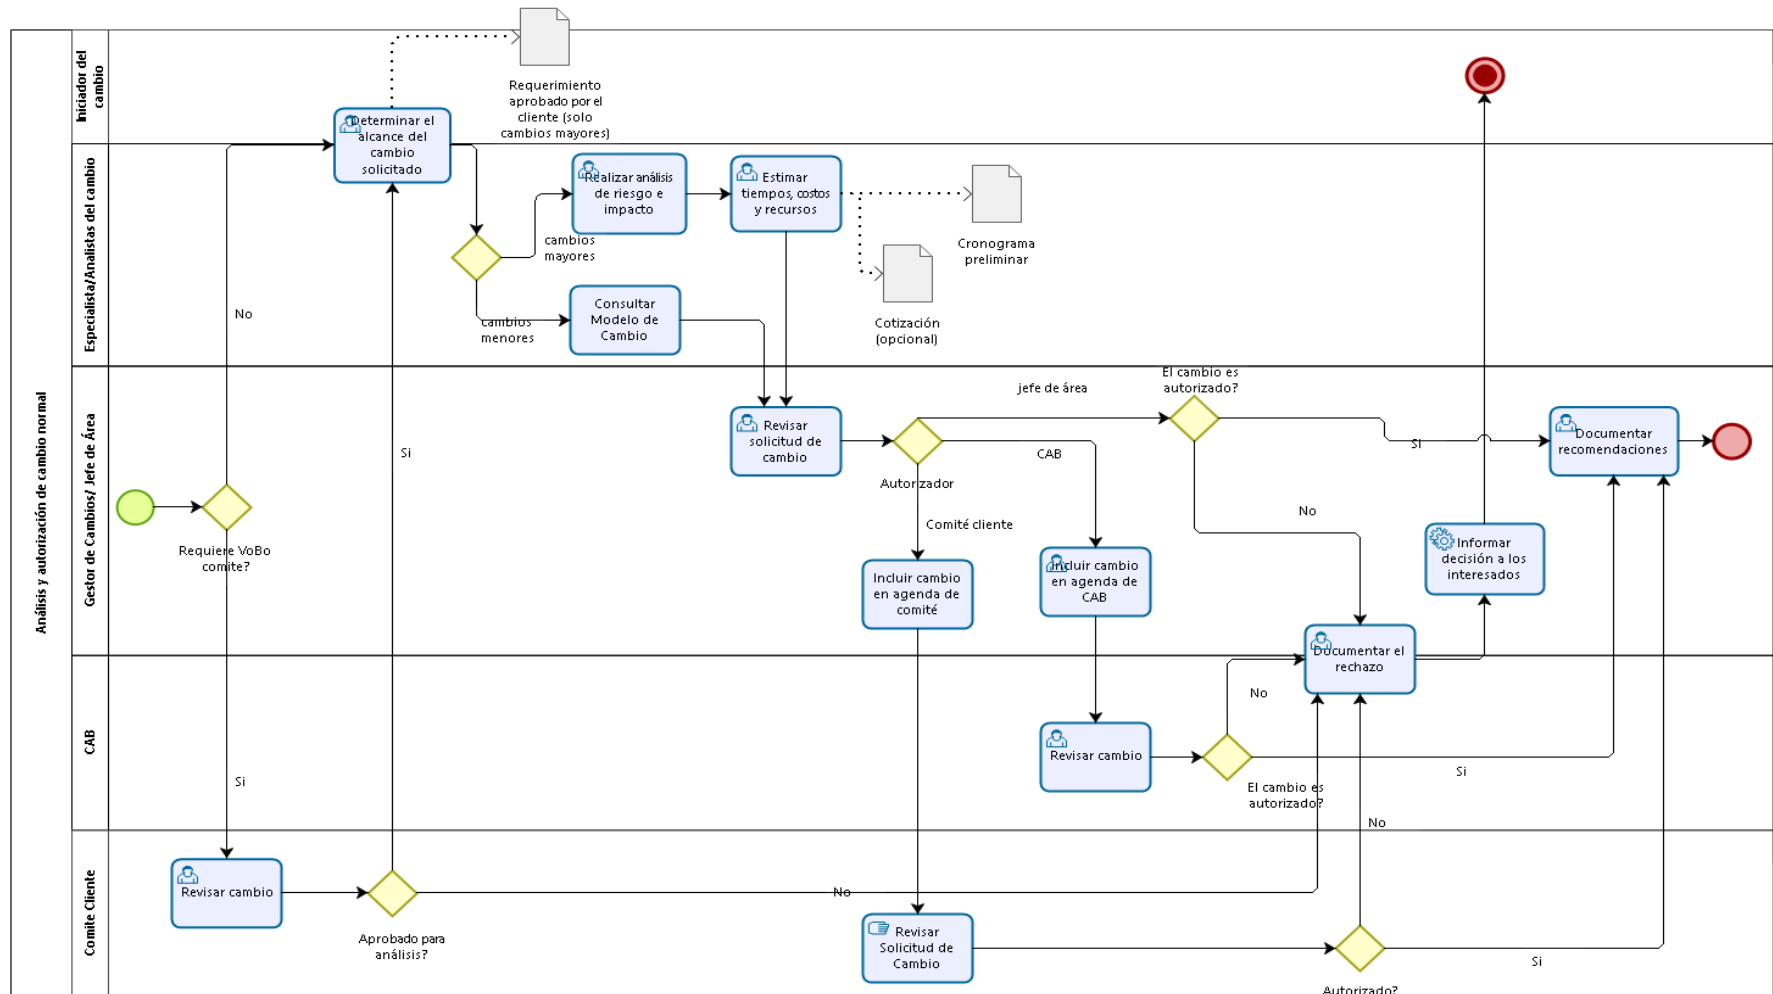 Análisis y autorización de cambio normal
Iniciador del
cambio
Especialista/Analistas del cambio
Gestor de Cambios/ Jefe de Área
CAB
Comite Cliente
Requerimiento
aprobado por el
cliente (solo
cambios mayores)
Determinar el
alcance del
cambio
solicitado
Realizar análisis
de riesgo e
impacto
Estimar
tiempos, costos
y recursos
Cronograma
preliminar
cambios
mayores
Cotización
(opcional)
Consultar
Modelo de
Cambio
cambios
menores
No
Si
El cambio es
autorizado?
jefe de área
Revisar
solicitud de
cambio
Autorizador
CAB
Si
Documentar
recomendaciones
Requiere VoBo
comite?
Comité cliente
No
Incluir cambio
en agenda de
comité
Incluir cambio
en agenda de
CAB
Informar
decisión a los
interesados
Documentar el
rechazo
No
Revisar cambio
El cambio es
autorizado?
Si
Si
No
Revisar cambio
Aprobado para
análisis?
No
Revisar
Solicitud de
Cambio
Si
Autorizado?